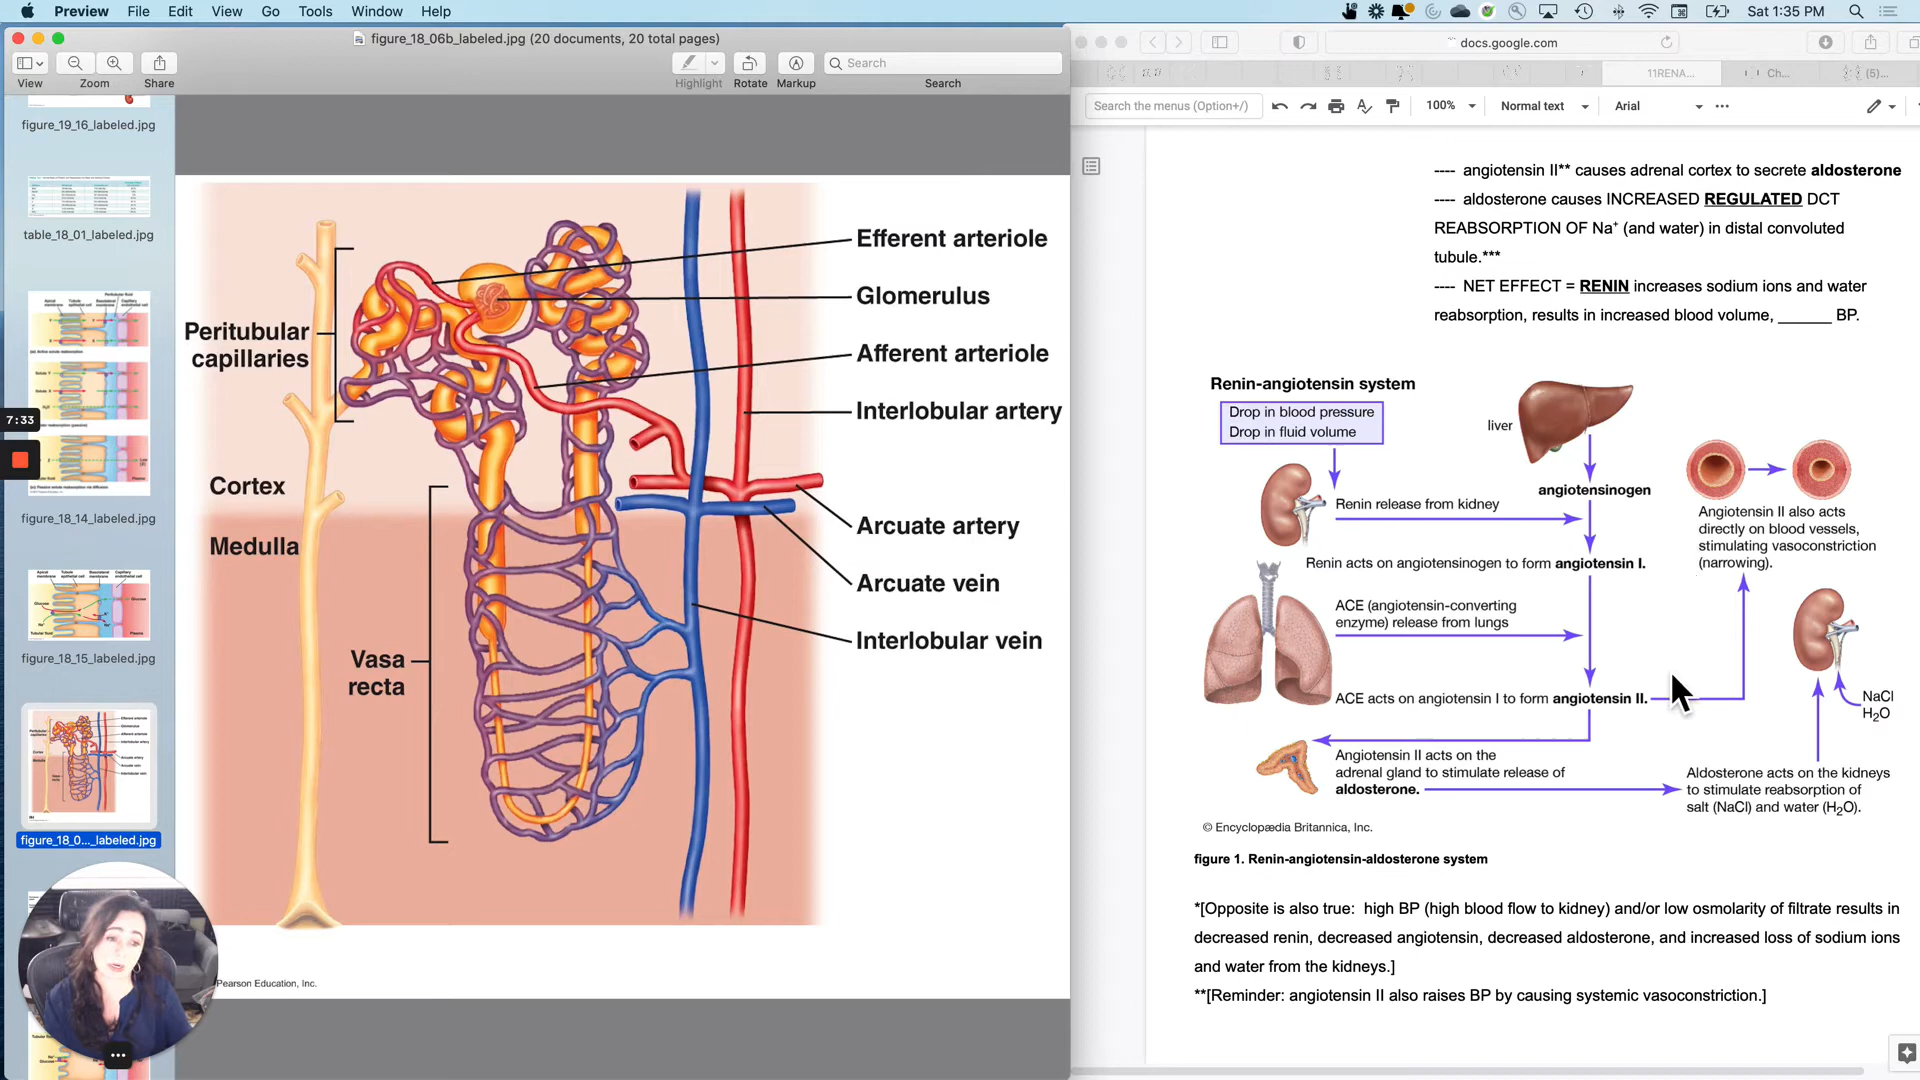 Preview File Edit View Go Tools Window Help
Sat 1:35 PM
figure_18_06b_labeled.jpg (20 documents, 20 total pages)
View
Zoom
Share
Highlight
Rotate
Markup
Search
Search
figure_19_16_labeled.jpg
table_18_01_labeled.jpg
figure_18_14_labeled.jpg
7:33
figure_18_15_labeled.jpg
figure_18_0..._labeled.jpg
Efferent arteriole
Glomerulus
Afferent arteriole
Interlobular artery
Arcuate artery
Arcuate vein
Interlobular vein
Peritubular
capillaries
Cortex
Medulla
Vasa
recta
Pearson Education, Inc.
docs.google.com
11RENA...
Ch...
(5)...
Search the menus (Option+/)
100%
Normal text
Arial
---- angiotensin II** causes adrenal cortex to secrete aldosterone
---- aldosterone causes INCREASED REGULATED DCT
REABSORPTION OF Na⁺ (and water) in distal convoluted
tubule.***
---- NET EFFECT = RENIN increases sodium ions and water
reabsorption, results in increased blood volume, ______ BP.
Renin-angiotensin system
Drop in blood pressure
Drop in fluid volume
liver
angiotensinogen
Renin release from kidney
Renin acts on angiotensinogen to form angiotensin I.
ACE (angiotensin-converting
enzyme) release from lungs
ACE acts on angiotensin I to form angiotensin II.
Angiotensin II also acts
directly on blood vessels,
stimulating vasoconstriction
(narrowing).
NaCl
H₂O
Angiotensin II acts on the
adrenal gland to stimulate release of
aldosterone.
Aldosterone acts on the kidneys
to stimulate reabsorption of
salt (NaCl) and water (H₂O).
© Encyclopædia Britannica, Inc.
figure 1. Renin-angiotensin-aldosterone system
*[Opposite is also true: high BP (high blood flow to kidney) and/or low osmolarity of filtrate results in
decreased renin, decreased angiotensin, decreased aldosterone, and increased loss of sodium ions
and water from the kidneys.]
**[Reminder: angiotensin II also raises BP by causing systemic vasoconstriction.]